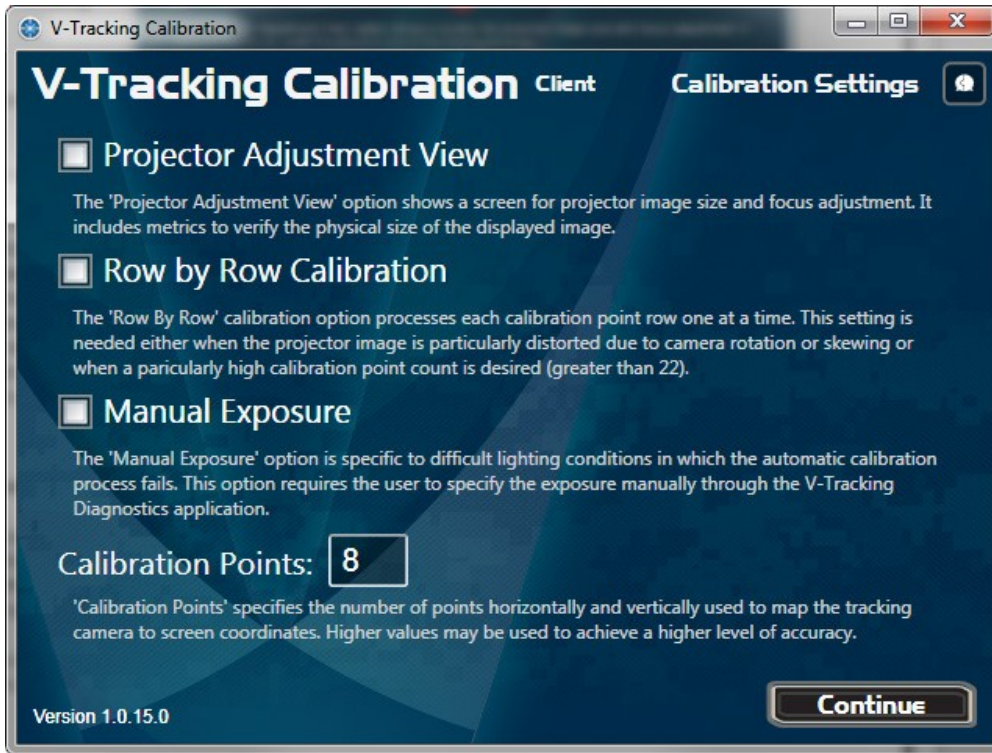 V-Tracking Calibration
V-Tracking Calibration Client Calibration Settings
Projector Adjustment View
The 'Projector Adjustment View' option shows a screen for projector image size and focus adjustment. It
includes metrics to verify the physical size of the displayed image.
Row by Row Calibration
The 'Row By Row' calibration option processes each calibration point row one at a time. This setting is
needed either when the projector image is particularly distorted due to camera rotation or skewing or
when a paricularly high calibration point count is desired (greater than 22).
Manual Exposure
The 'Manual Exposure' option is specific to difficult lighting conditions in which the automatic calibration
process fails. This option requires the user to specify the exposure manually through the V-Tracking
Diagnostics application.
Calibration Points: 8
'Calibration Points' specifies the number of points horizontally and vertically used to map the tracking
camera to screen coordinates. Higher values may be used to achieve a higher level of accuracy.
Version 1.0.15.0
Continue